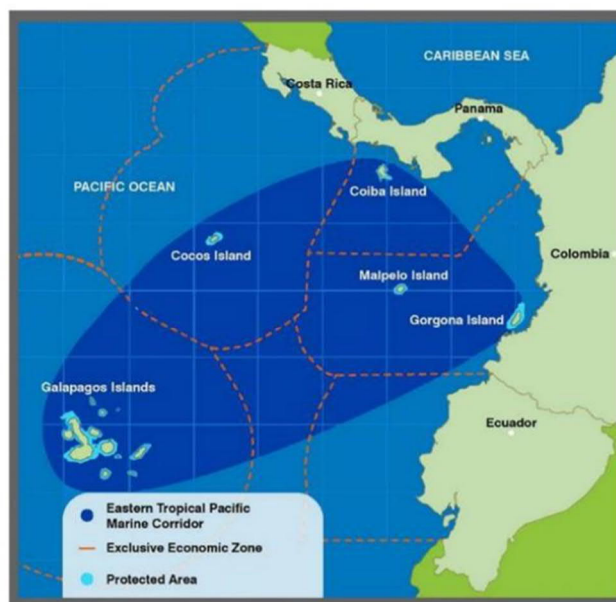 CARIBBEAN SEA
Costa Rica
Panama
PACIFIC OCEAN
Coiba Island
Cocos Island
Colombia
Malpelo Island
Gorgona Island
Galapagos Islands
Ecuador
Eastern Tropical Pacific
Marine Corridor
Exclusive Economic Zone
Protected Area